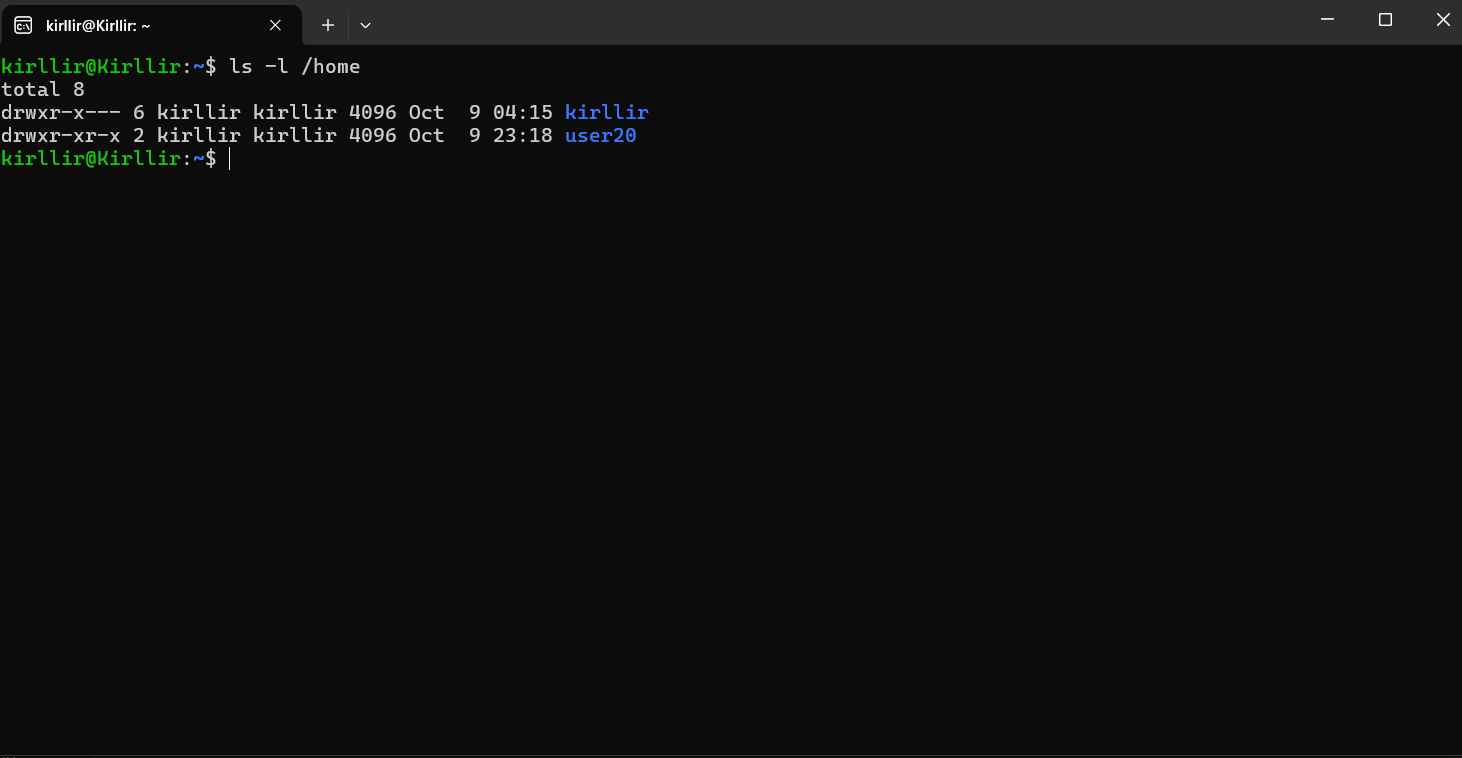 kirllir@Kirllir: ~
kirllir@Kirllir:~$ ls -l /home
total 8
drwxr-x--- 6 kirllir kirllir 4096 Oct  9 04:15 kirllir
drwxr-xr-x 2 kirllir kirllir 4096 Oct  9 23:18 user20
kirllir@Kirllir:~$